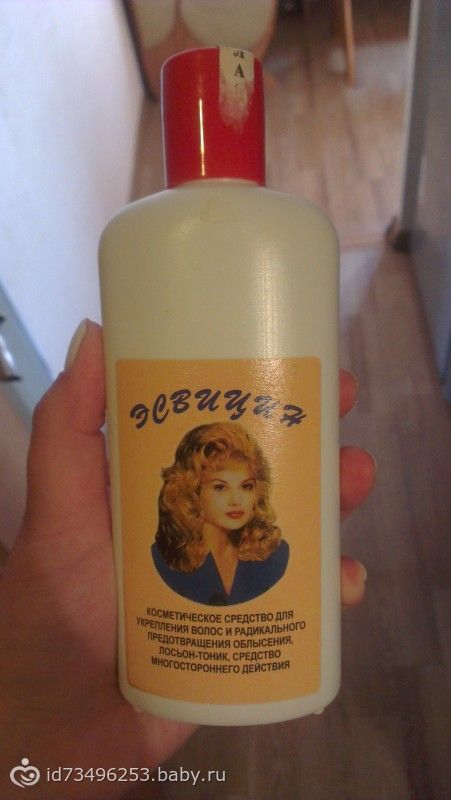 Л
А
ЭСВИЦИН
КОСМЕТИЧЕСКОЕ СРЕДСТВО ДЛЯ
УКРЕПЛЕНИЯ ВОЛОС И РАДИКАЛЬНОГО
ПРЕДОТВРАЩЕНИЯ ОБЛЫСЕНИЯ,
ЛОСЬОН-ТОНИК, СРЕДСТВО
МНОГОСТОРОННЕГО ДЕЙСТВИЯ
id73496253.baby.ru